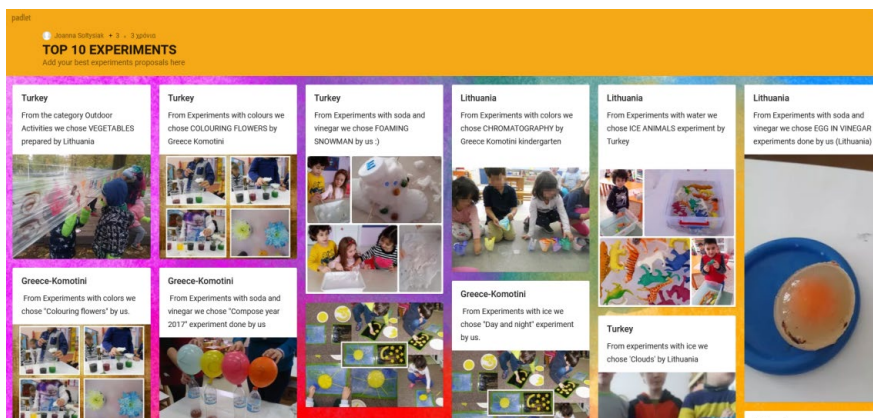 padlet
Joanna Sołtysiak + 3 • 3 χρόνια
TOP 10 EXPERIMENTS
Add your best experiments proposals here
Turkey
From the category Outdoor
Activities we chose VEGETABLES
prepared by Lithuania
Greece-Komotini
From Experiments with colors we
chose "Colouring flowers" by us.
Turkey
From Experiments with colours we
chose COLOURING FLOWERS by
Greece Komotini
Greece-Komotini
From Experiments with soda and
vinegar we chose "Compose year
2017" experiment done by us
Turkey
From Experiments with soda and
vinegar we chose FOAMING
SNOWMAN by us :)
Lithuania
From Experiments with colors we
chose CHROMATOGRAPHY by
Greece Komotini kindergarten
Greece-Komotini
From Experiments with ice we
chose "Day and night" experiment
by us.
Lithuania
From Experiments with water we
chose ICE ANIMALS experiment by
Turkey
Turkey
From experiments with ice we
chose 'Clouds' by Lithuania
Lithuania
From Experiments with soda and
vinegar we chose EGG IN VINEGAR
experiments done by us (Lithuania)